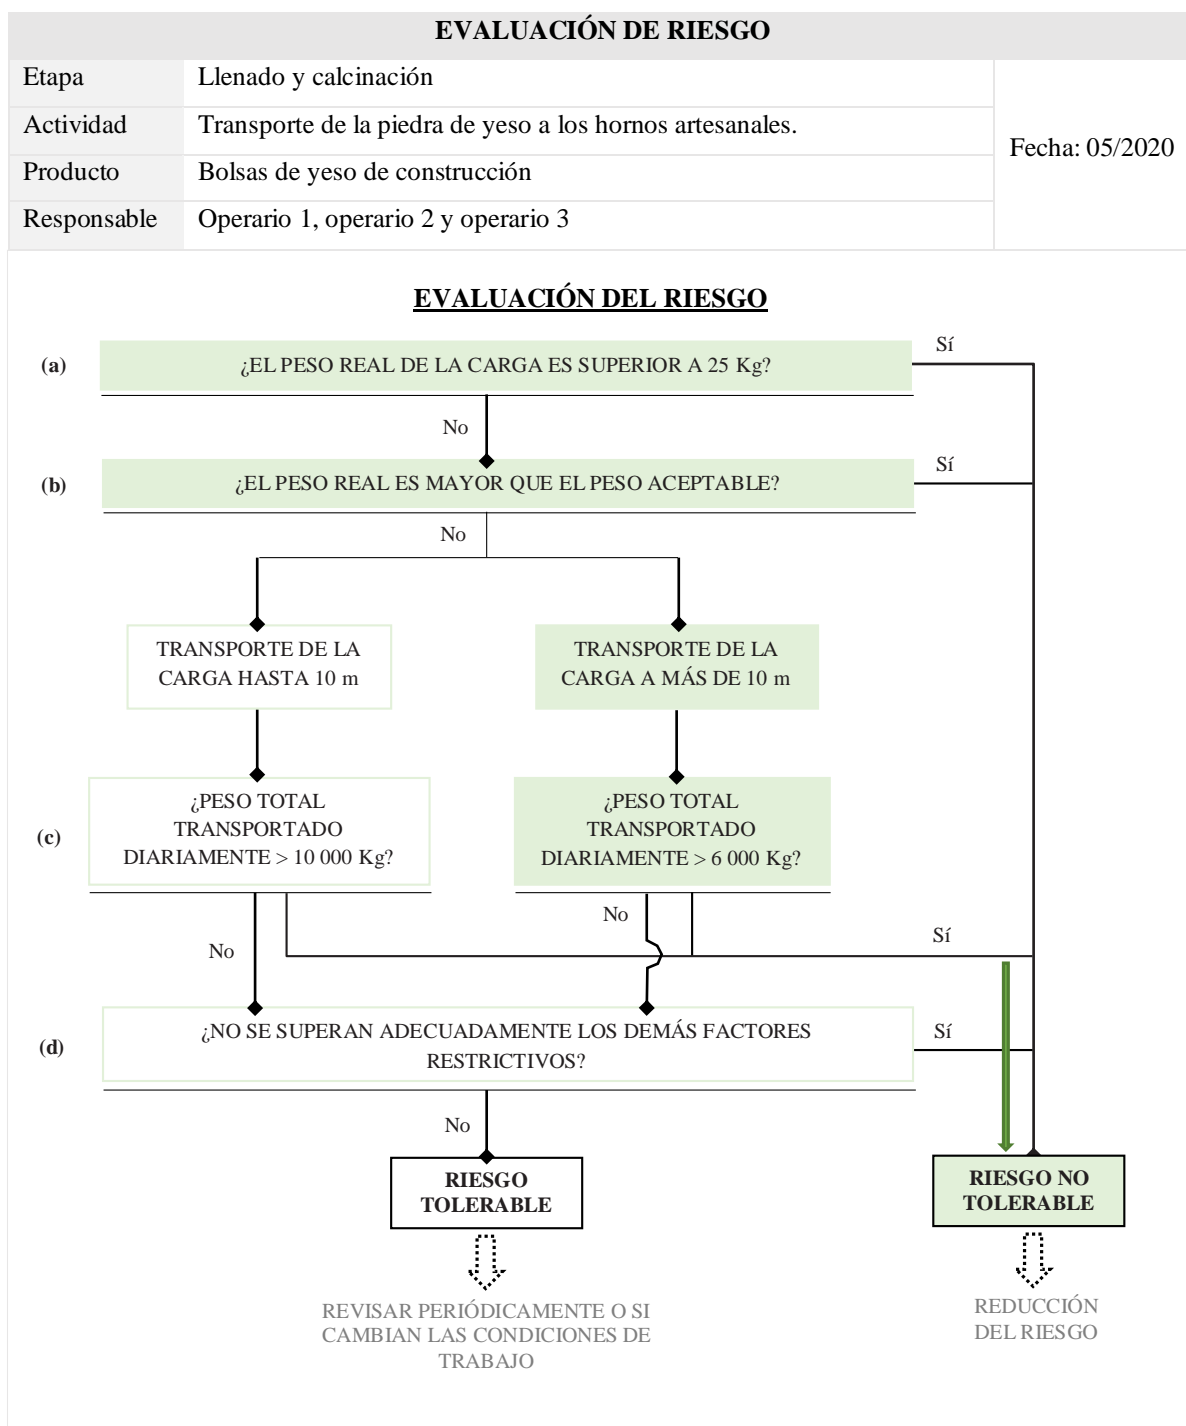 EVALUACIÓN DE RIESGO
Etapa Llenado y calcinación
Actividad Transporte de la piedra de yeso a los hornos artesanales.
Fecha: 05/2020
Producto Bolsas de yeso de construcción
Responsable Operario 1, operario 2 y operario 3
EVALUACIÓN DEL RIESGO
Sí
(a) ¿EL PESO REAL DE LA CARGA ES SUPERIOR A 25 Kg?
No
Sí
(b) ¿EL PESO REAL ES MAYOR QUE EL PESO ACEPTABLE?
No
TRANSPORTE DE LA
CARGA HASTA 10 m
TRANSPORTE DE LA
CARGA A MÁS DE 10 m
(c)
¿PESO TOTAL
TRANSPORTADO
DIARIAMENTE > 10 000 Kg?
¿PESO TOTAL
TRANSPORTADO
DIARIAMENTE > 6 000 Kg?
No
No
Sí
(d)
¿NO SE SUPERAN ADECUADAMENTE LOS DEMÁS FACTORES
RESTRICTIVOS?
Sí
No
RIESGO
TOLERABLE
RIESGO NO
TOLERABLE
REVISAR PERIÓDICAMENTE O SI
CAMBIAN LAS CONDICIONES DE
TRABAJO
REDUCCIÓN
DEL RIESGO